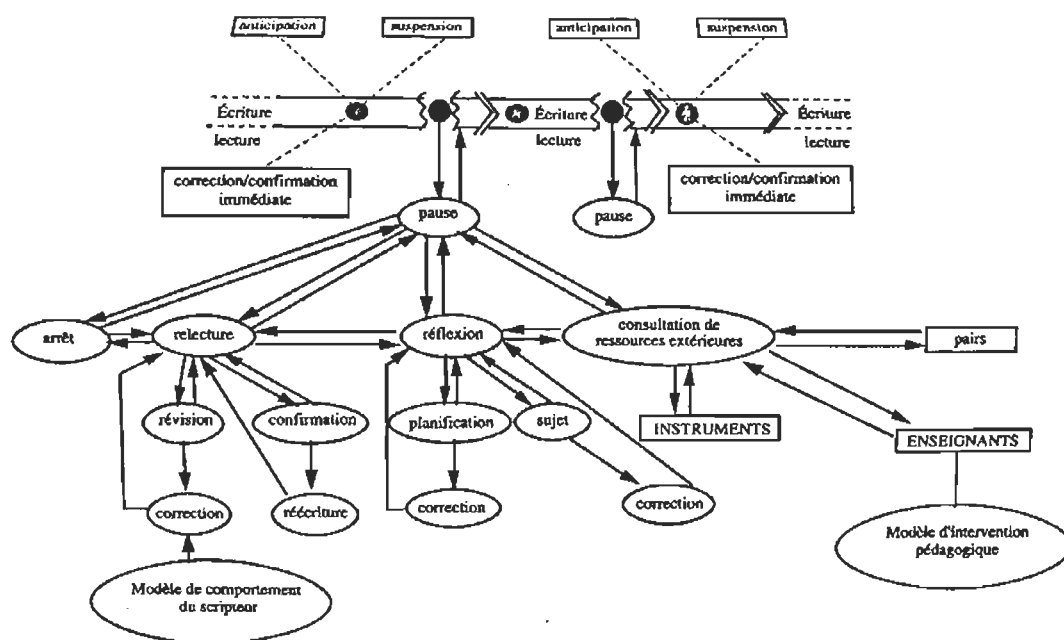 anticipation
suspension
anticipation
suspension
Écriture
Écriture
Écriture
lecture
lecture
lecture
correction/confirmation
immédiate
correction/confirmation
immédiate
pause
pause
arrêt
relecture
réflexion
consultation de
ressources extérieures
pairs
révision
confirmation
planification
sujet
INSTRUMENTS
ENSEIGNANTS
correction
réécriture
correction
correction
Modèle d'intervention
pédagogique
Modèle de comportement
du scripteur